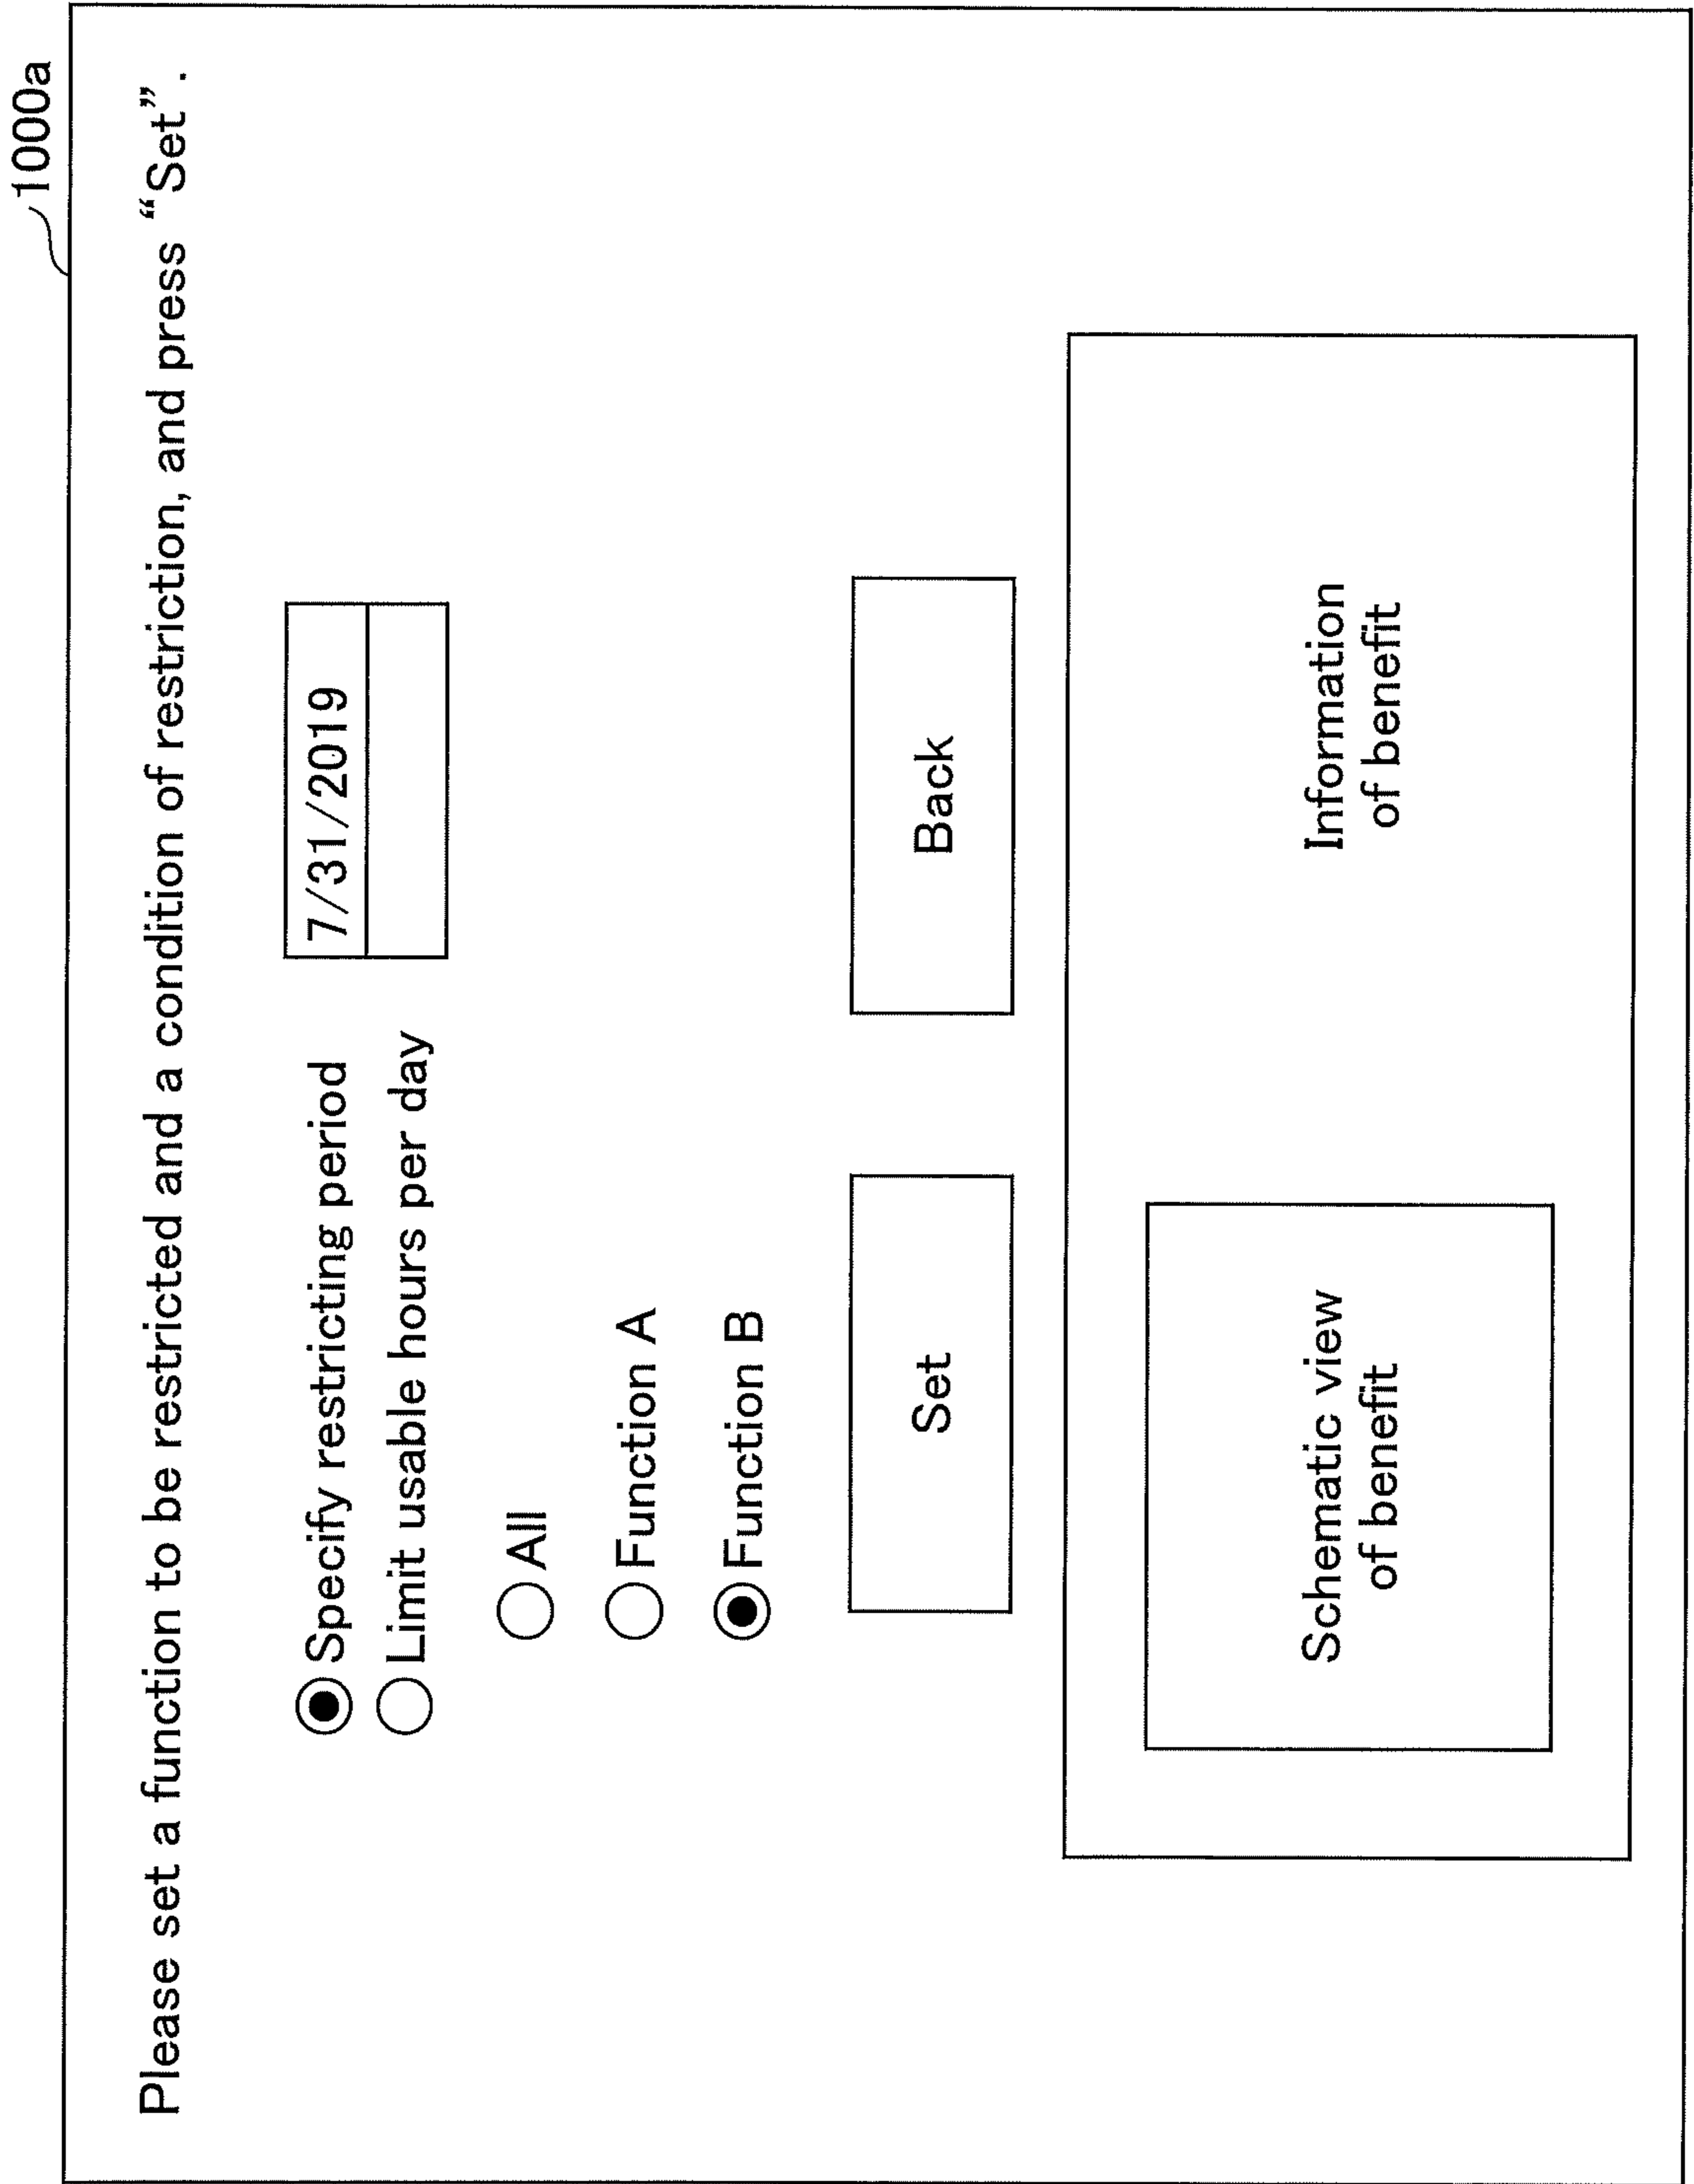 1000a
Please set a function to be restricted and a condition of restriction, and press “Set”.
Specify restricting period 7/31/2019
Limit usable hours per day
All
Function A
Function B
Set Back
Schematic view
of benefit
Information
of benefit